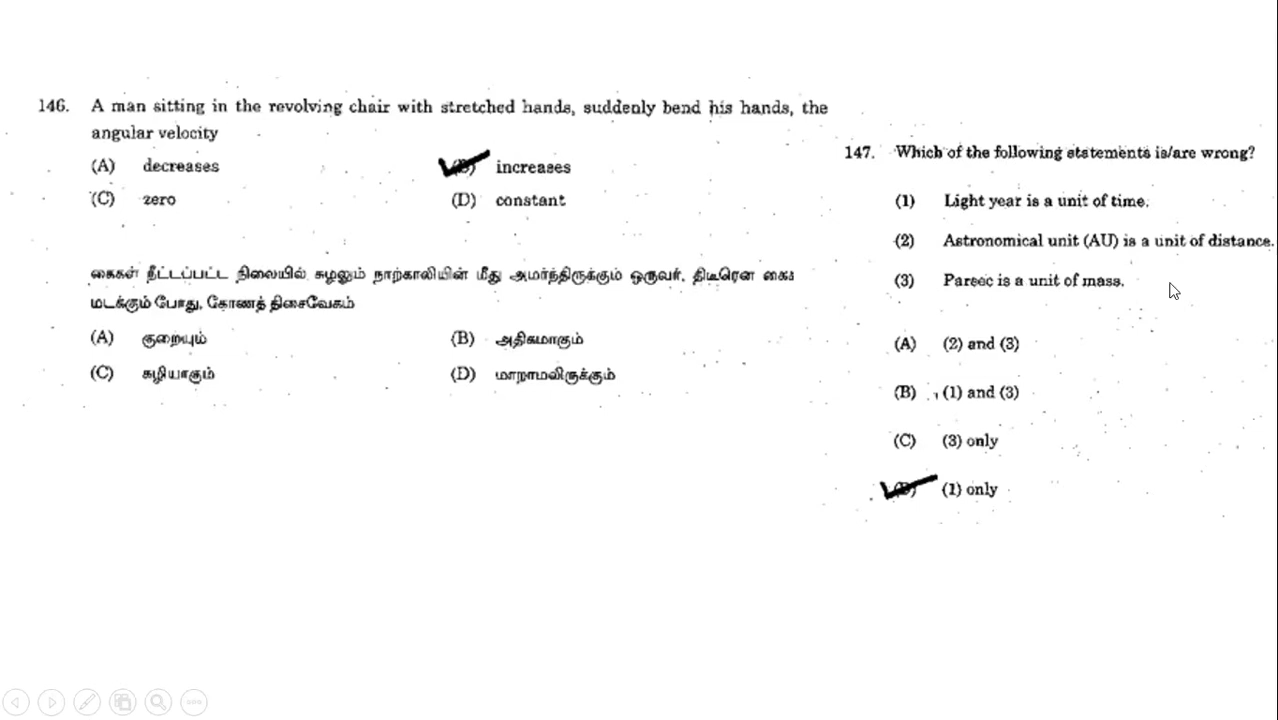 146. A man sitting in the revolving chair with stretched hands, suddenly bend his hands, the
angular velocity
(A) decreases
(B) increases
(C) zero
(D) constant
கைகள் நீட்டப்பட்ட நிலையில் சுழலும் நாற்காலியின் மீது அமர்ந்திருக்கும் ஒருவர், திடீரென
மடக்கும் போது, கோணத் திசைவேகம்
(A) குறையும்
(B) அதிகமாகும்
(C) சுழியாகும்
(D) மாறாமலிருக்கும்
147. Which of the following statements is/are wrong?
(1) Light year is a unit of time.
(2) Astronomical unit (AU) is a unit of distance.
(3) Parsec is a unit of mass.
(A) (2) and (3)
(B) (1) and (3)
(C) (3) only
(D) (1) only